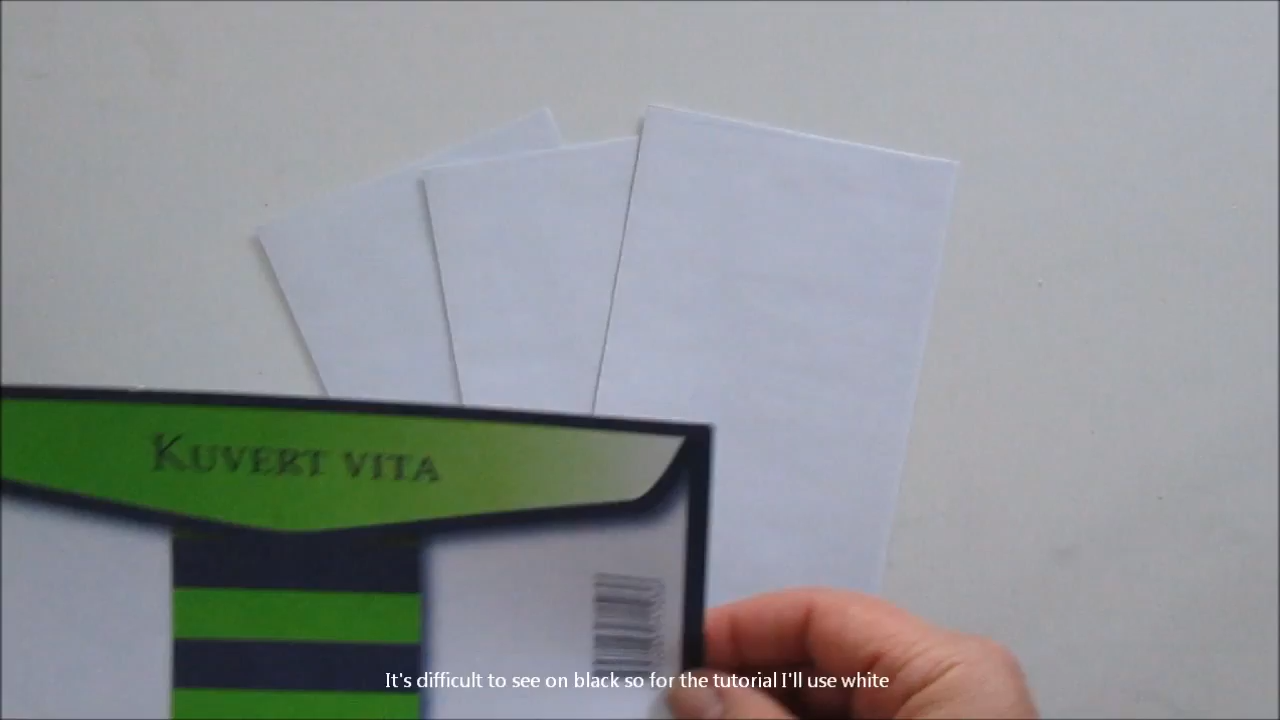 KUVERT VITA
It's difficult to see on black so for the tutorial I'll use white